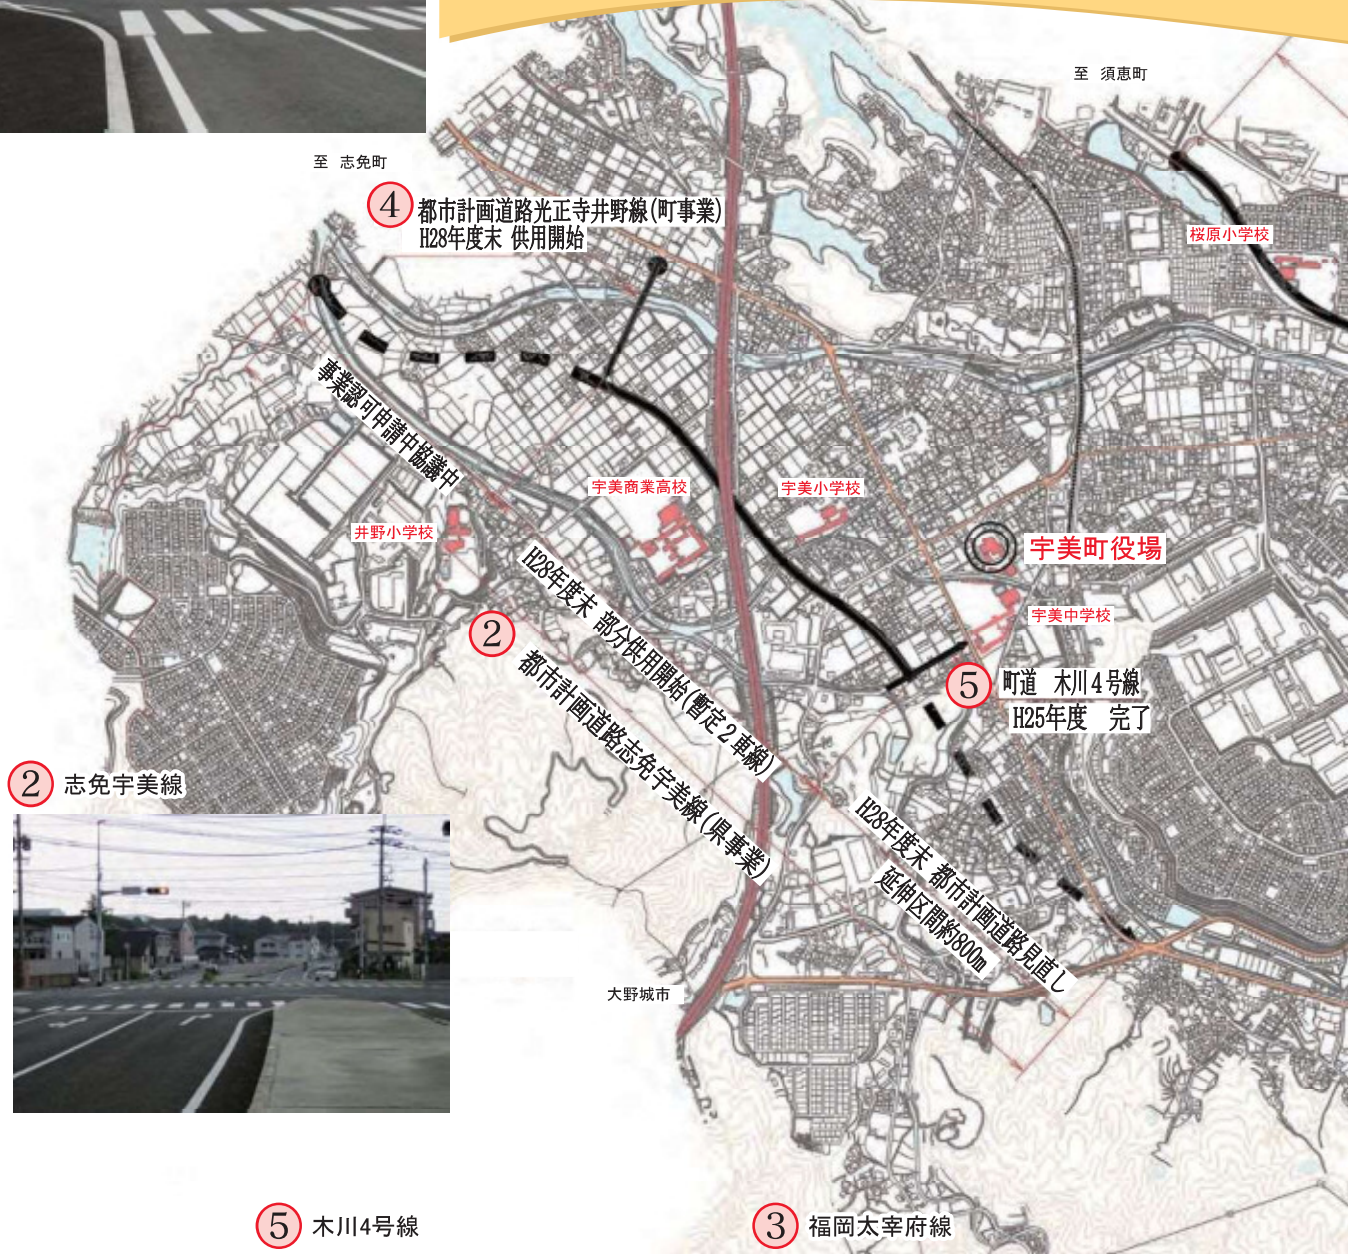 至 須恵町
至 志免町
④ 都市計画道路光正寺井野線(町事業)
H28年度末 供用開始
桜原小学校
事業認可申請中協議中
宇美商業高校
宇美小学校
井野小学校
宇美町役場
H28年度末 部分供用開始(暫定2車線)
宇美中学校
② 都市計画道路志免宇美線(県事業)
⑤ 町道 木川4号線
H25年度 完了
② 志免宇美線
H28年度末 都市計画道路見直し
延伸区間約800m
大野城市
⑤ 木川4号線
③ 福岡太宰府線